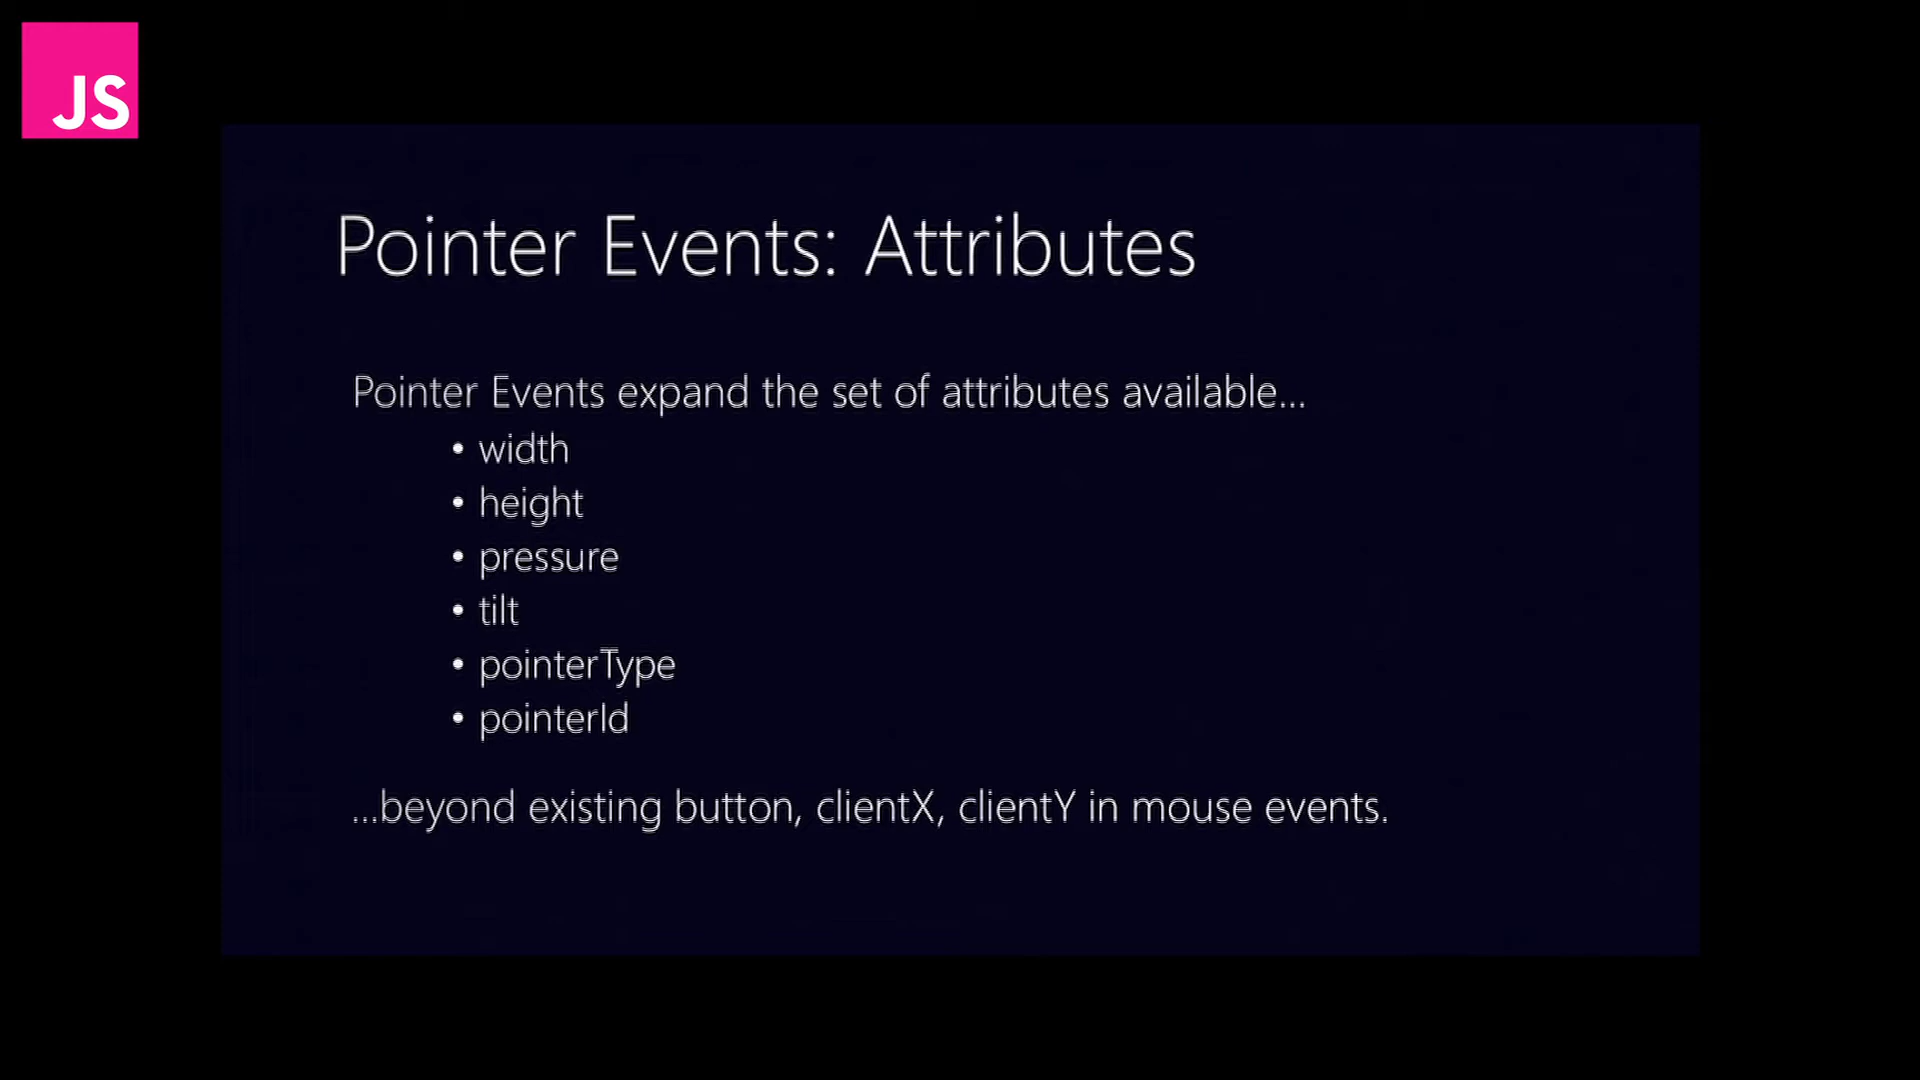 JS
Pointer Events: Attributes
Pointer Events expand the set of attributes available...
• width
• height
• pressure
• tilt
• pointerType
• pointerId
...beyond existing button, clientX, clientY in mouse events.